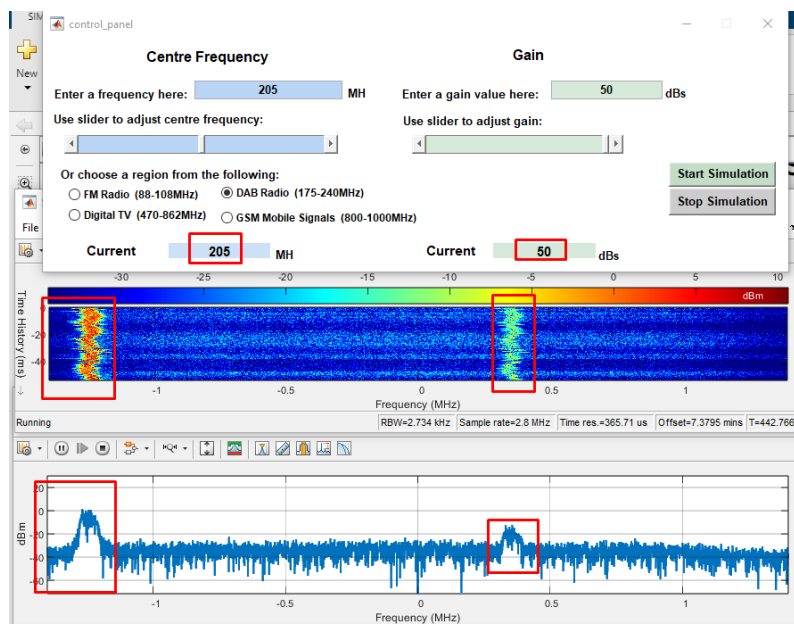 SIM
control_panel
Centre Frequency
Gain
New
Enter a frequency here:
205
MH
Enter a gain value here:
50
dBs
Use slider to adjust centre frequency:
Use slider to adjust gain:
Or choose a region from the following:
FM Radio (88-108MHz)
DAB Radio (175-240MHz)
Start Simulation
Digital TV (470-862MHz)
GSM Mobile Signals (800-1000MHz)
Stop Simulation
File
Current
205
MH
Current
50
dBs
-30 -25 -20 -15 -10 -5 0 5 10
dBm
Time History (ms)
0
-20
-40
-1 -0.5 0 0.5 1
Frequency (MHz)
Running
RBW=2.734 kHz
Sample rate=2.8 MHz
Time res.=365.71 us
Offset=7.3795 mins
T=442.766
20
0
-20
-40
-60
dBm
-1 -0.5 0 0.5 1
Frequency (MHz)